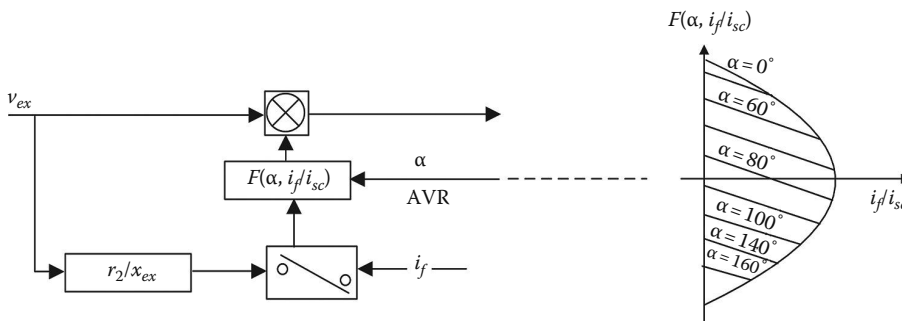 v_ex
F(α, i_f/i_sc)
α
AVR
r_2/x_ex
i_f
F(α, i_f/i_sc)
α=0°
α=60°
α=80°
α=100°
α=140°
α=160°
i_f/i_sc